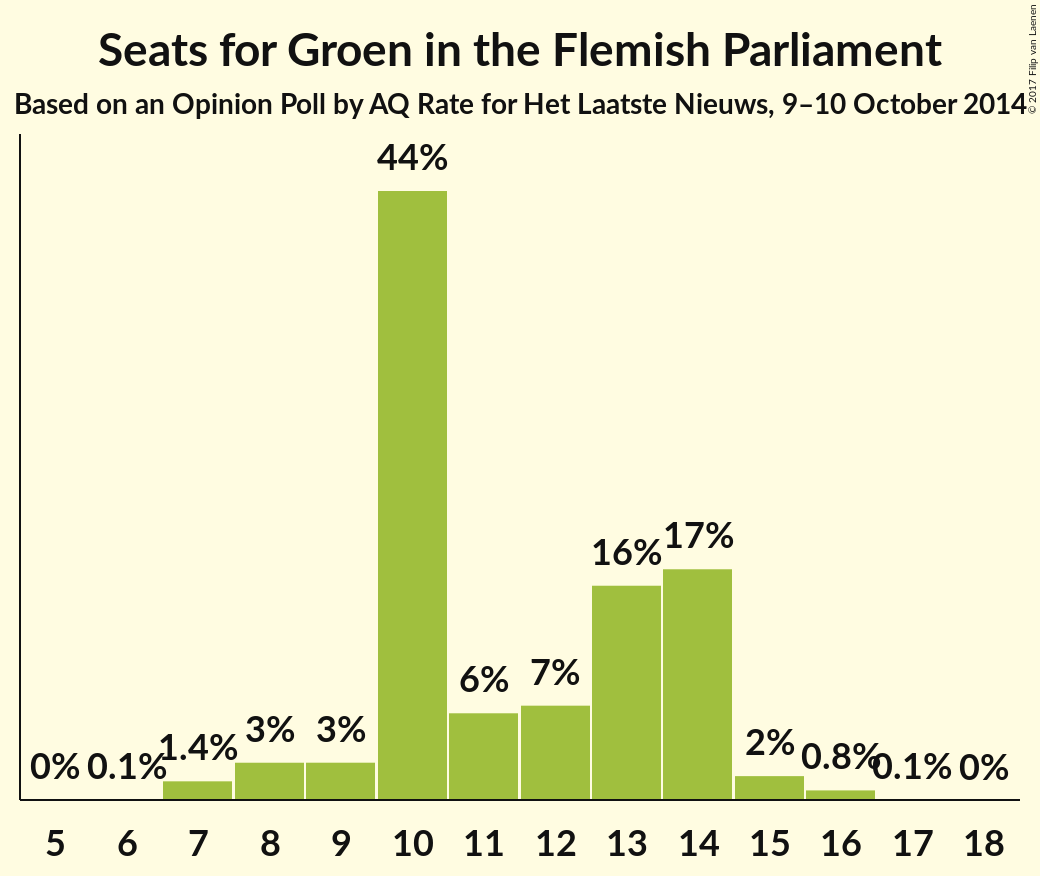 Seats for Groen in the Flemish Parliament
Based on an Opinion Poll by AQ Rate for Het Laatste Nieuws, 9–10 October 2014
© 2017 Filip van Laenen
44%
17%
16%
7%
6%
3% 3%
2%
1.4%
0.8%
0% 0.1% 0.1% 0%
5 6 7 8 9 10 11 12 13 14 15 16 17 18